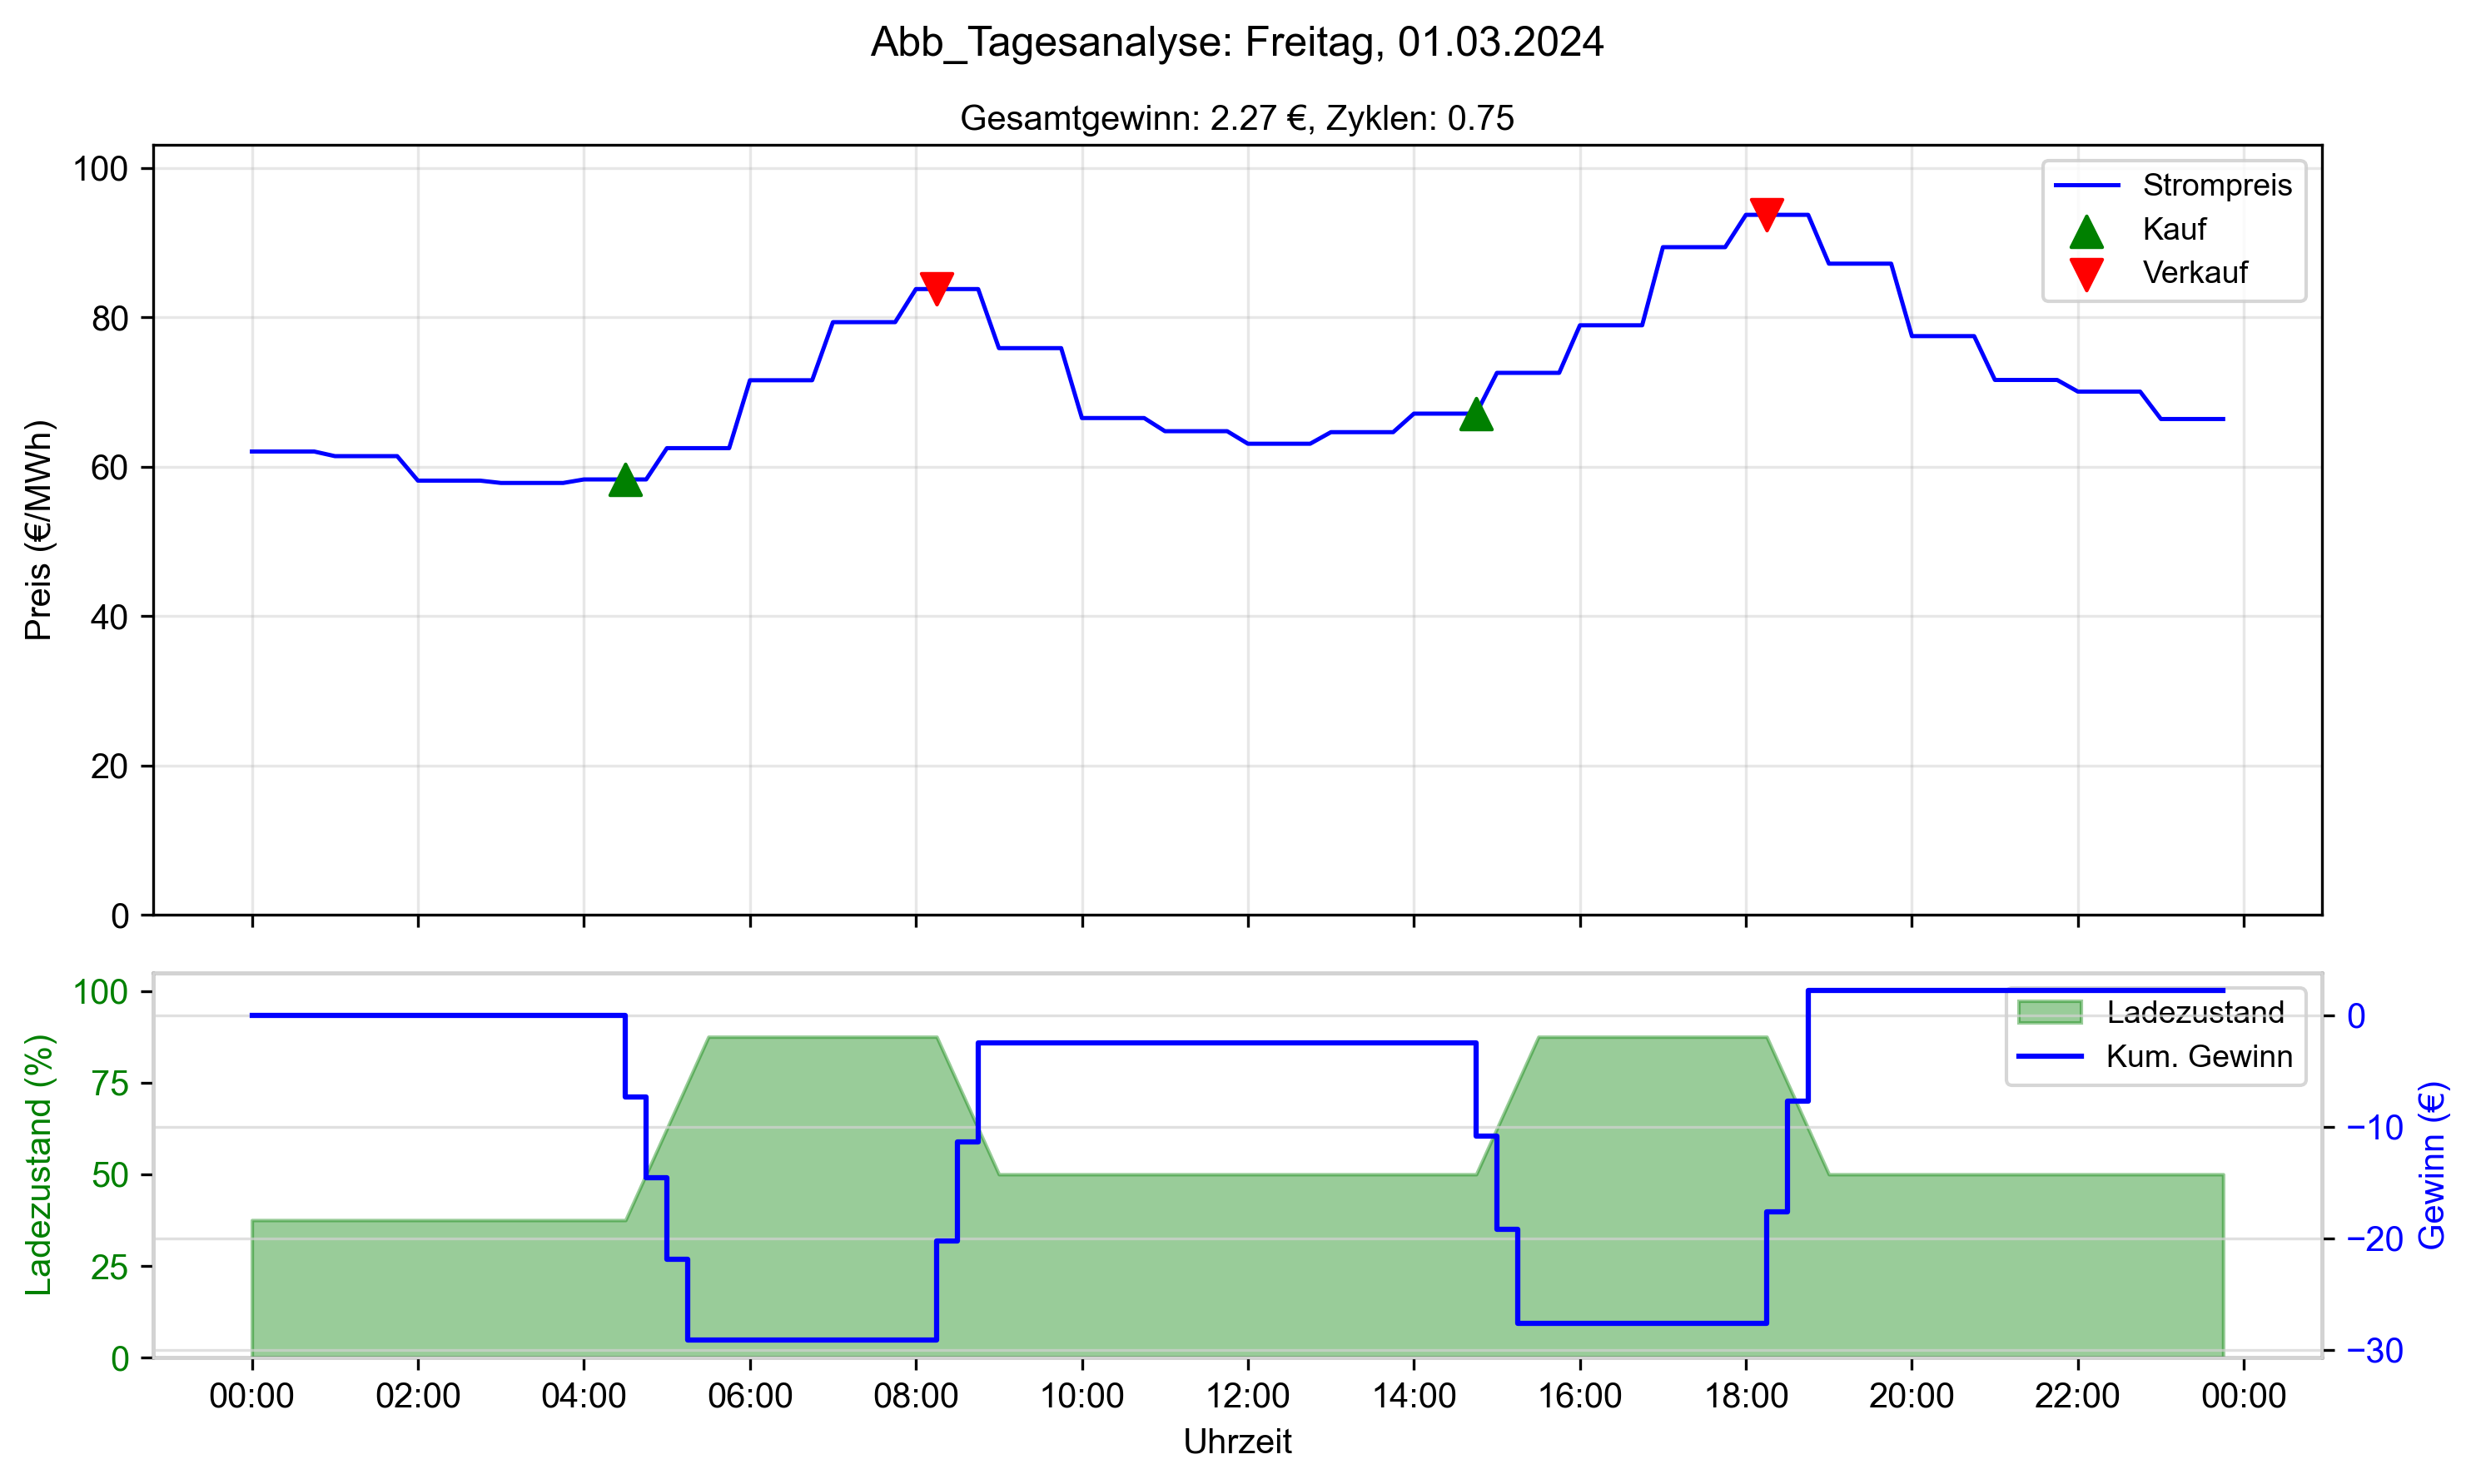 Abb_Tagesanalyse: Freitag, 01.03.2024
Gesamtgewinn: 2.27 €, Zyklen: 0.75
Preis (€/MWh)
100
80
60
40
20
0
Strompreis
Kauf
Verkauf
Ladezustand (%)
100
75
50
25
0
Ladezustand
Kum. Gewinn
0
−10
−20
−30
Gewinn (€)
00:00 02:00 04:00 06:00 08:00 10:00 12:00 14:00 16:00 18:00 20:00 22:00 00:00
Uhrzeit